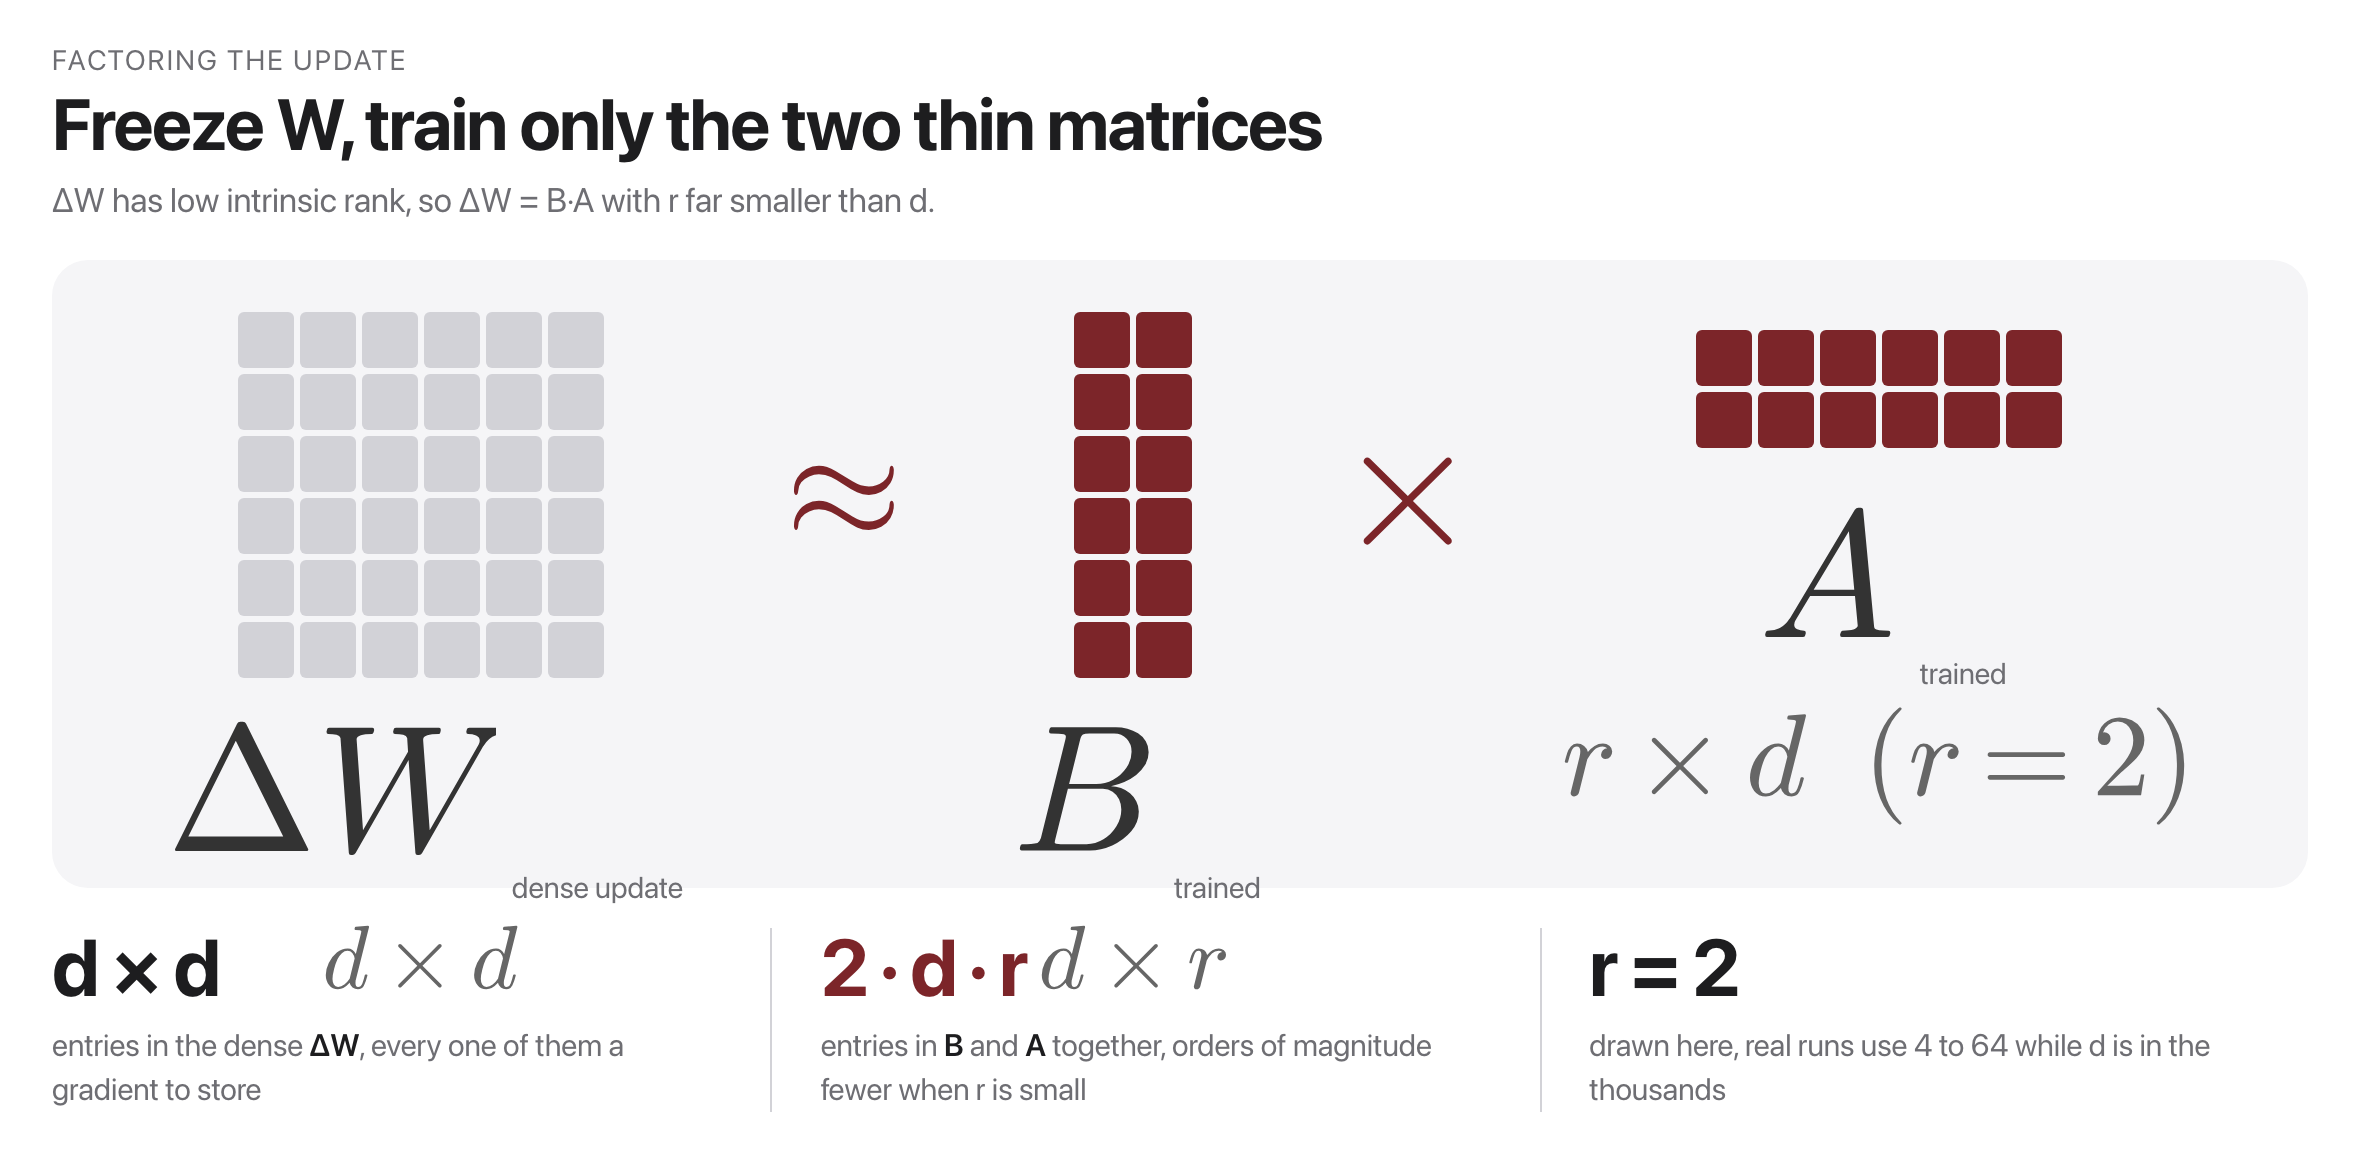 FACTORING THE UPDATE
Freeze W, train only the two thin matrices
ΔW has low intrinsic rank, so ΔW = B·A with r far smaller than d.
≈
×
ΔW
dense update
d × d
B
trained
d × r
A
trained
r × d (r = 2)
d × d
entries in the dense ΔW, every one of them a
gradient to store
2 · d · r
entries in B and A together, orders of magnitude
fewer when r is small
r = 2
drawn here, real runs use 4 to 64 while d is in the
thousands